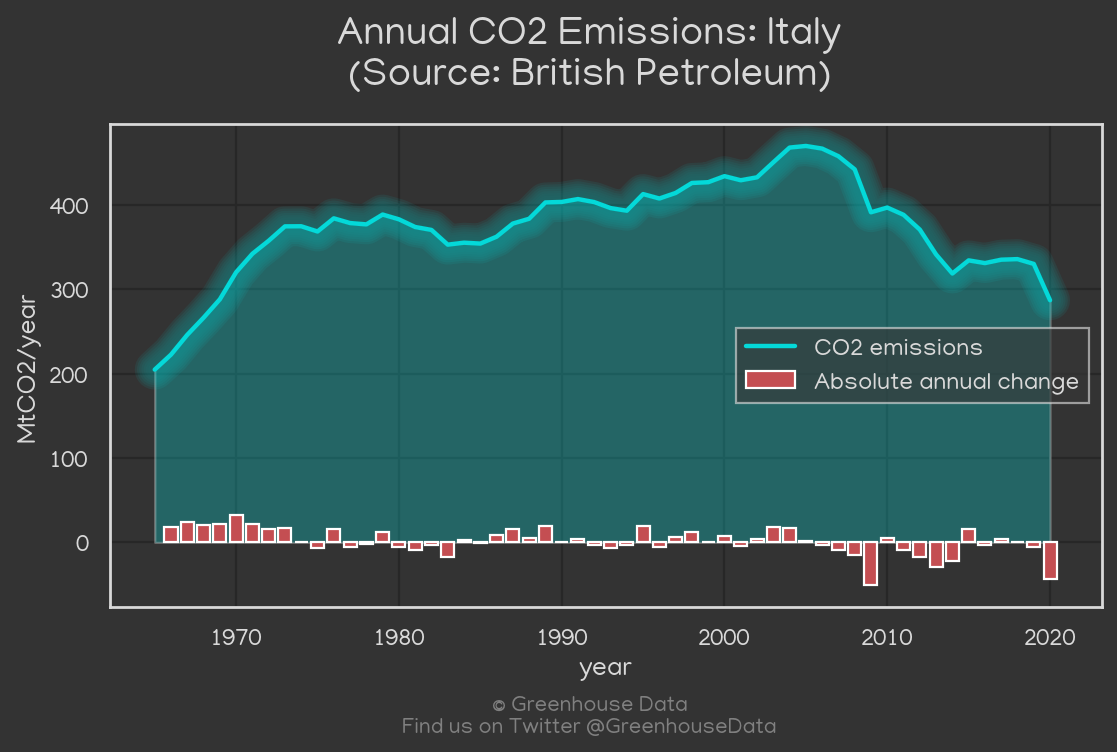 Annual CO2 Emissions: Italy
(Source: British Petroleum)
MtCO2/year
400
300
200
100
0
CO2 emissions
Absolute annual change
1970 1980 1990 2000 2010 2020
year
© Greenhouse Data
Find us on Twitter @GreenhouseData